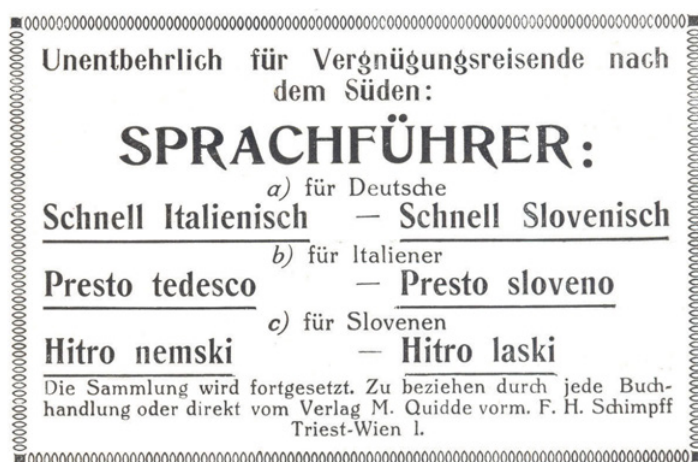 Unentbehrlich für Vergnügungsreisende nach
dem Süden:
SPRACHFÜHRER:
a) für Deutsche
Schnell Italienisch — Schnell Slovenisch
b) für Italiener
Presto tedesco — Presto sloveno
c) für Slovenen
Hitro nemski — Hitro laski
Die Sammlung wird fortgesetzt. Zu beziehen durch jede Buch-
handlung oder direkt vom Verlag M. Quidde vorm. F. H. Schimpff
Triest-Wien I.